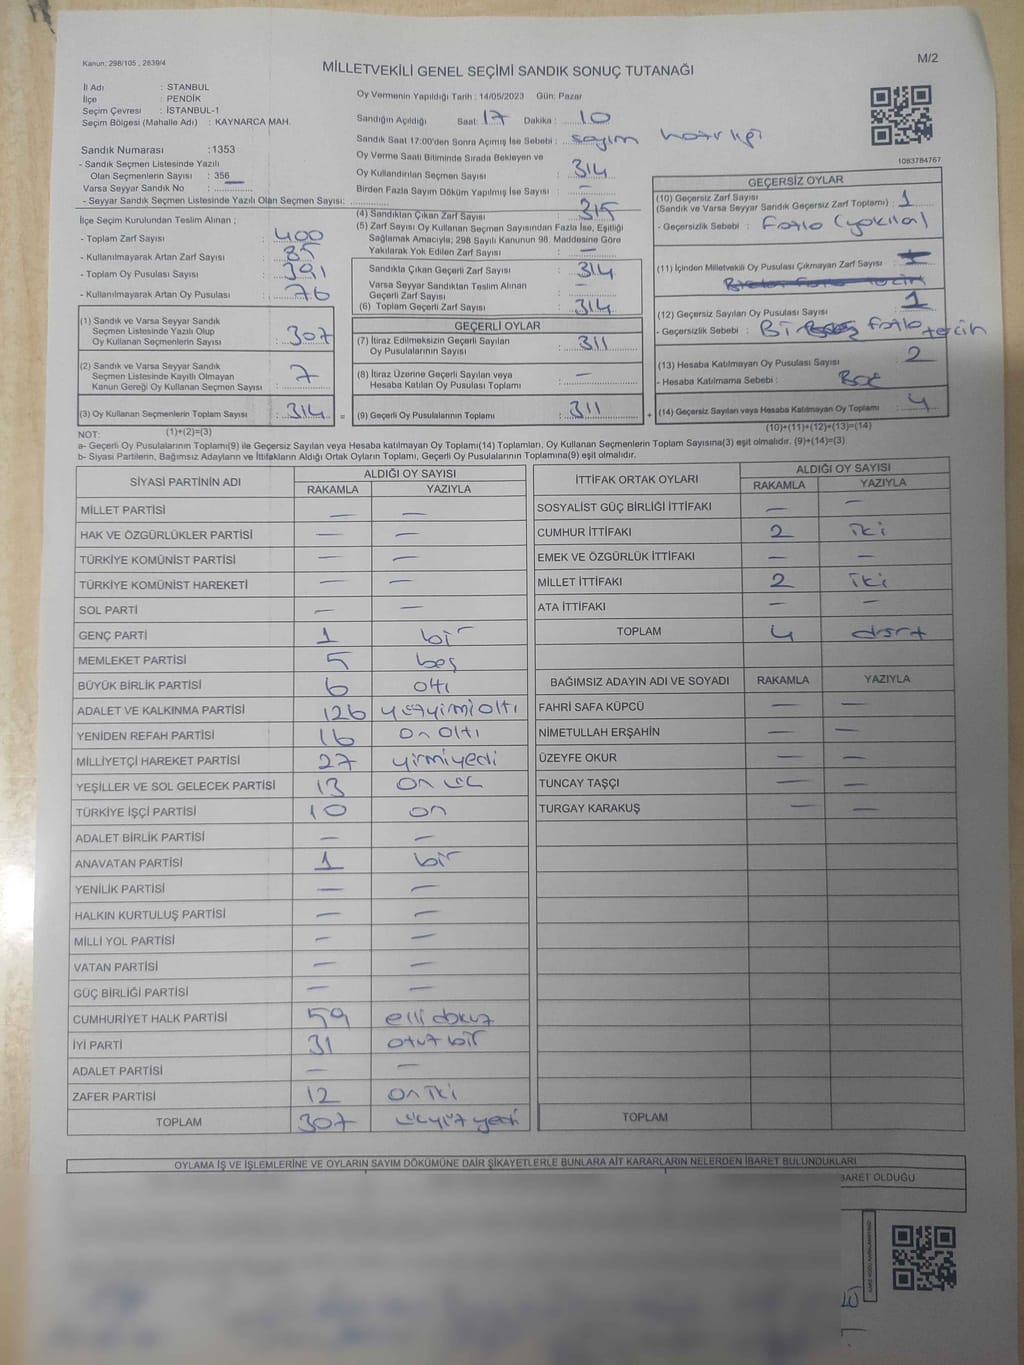 Kanun: 298/105 , 2839/4
MİLLETVEKİLİ GENEL SEÇİMİ SANDIK SONUÇ TUTANAĞI
M/2
İl Adı : STANBUL
İlçe : PENDİK
Seçim Çevresi : İSTANBUL-1
Seçim Bölgesi (Mahalle Adı) : KAYNARCA MAH.
Sandık Numarası :1353
- Sandık Seçmen Listesinde Yazılı
Olan Seçmenlerin Sayısı : 356
Varsa Seyyar Sandık No : ..............
- Seyyar Sandık Seçmen Listesinde Yazılı Olan Seçmen Sayısı: ..............
Oy Vermenin Yapıldığı Tarih : 14/05/2023 Gün: Pazar
Sandığın Açıldığı Saat: 17 Dakika : 10
Sandık Saat 17:00'den Sonra Açımış İse Sebebi : sayım
Oy Verme Saati Bitiminde Sırada Bekleyen ve
Oy Kullandırılan Seçmen Sayısı : 314
Birden Fazla Sayım Döküm Yapılmış İse Sayısı : —
1083784767
İlçe Seçim Kurulundan Teslim Alınan ;
- Toplam Zarf Sayısı : 400
- Kullanılmayarak Artan Zarf Sayısı : 85
- Toplam Oy Pusulası Sayısı : 391
- Kullanılmayarak Artan Oy Pusulası : 76
(1) Sandık ve Varsa Seyyar Sandık
Seçmen Listesinde Yazılı Olup
Oy Kullanan Seçmenlerin Sayısı : 307
(2) Sandık ve Varsa Seyyar Sandık
Seçmen Listesinde Kayıtlı Olmayan
Kanun Gereği Oy Kullanan Seçmen Sayısı : 7
(3) Oy Kullanan Seçmenlerin Toplam Sayısı : 314 =
(1)+(2)=(3)
(4) Sandıktan Çıkan Zarf Sayısı : 315
(5) Zarf Sayısı Oy Kullanan Seçmen Sayısından Fazla İse, Eşitliği
Sağlamak Amacıyla; 298 Sayılı Kanunun 98. Maddesine Göre
Yakılarak Yok Edilen Zarf Sayısı : —
Sandıkla Çıkan Geçerli Zarf Sayısı : 314
Varsa Seyyar Sandıktan Teslim Alınan
Geçerli Zarf Sayısı : —
(6) Toplam Geçerli Zarf Sayısı : 314
GEÇERLİ OYLAR
(7) İtiraz Edilmeksizin Geçerli Sayılan
Oy Pusulalarının Sayısı : 311
(8) İtiraz Üzerine Geçerli Sayılan veya
Hesaba Katılan Oy Pusulası Toplamı : —
(9) Geçerli Oy Pusulalarının Toplamı : 311 +
GEÇERSİZ OYLAR
(10) Geçersiz Zarf Sayısı
(Sandık ve Varsa Seyyar Sandık Geçersiz Zarf Toplamı) : 1
- Geçersizlik Sebebi : Fazla (yakılan)
(11) İçinden Milletvekili Oy Pusulası Çıkmayan Zarf Sayısı :
(12) Geçersiz Sayılan Oy Pusulası Sayısı : 1
- Geçersizlik Sebebi : Bi fazla tercih
(13) Hesaba Katılmayan Oy Pusulası Sayısı : 2
- Hesaba Katılmama Sebebi : Boş
(14) Geçersiz Sayılan veya Hesaba Katılmayan Oy Toplamı : 4
(10)+(11)+(12)+(13)=(14)
NOT:
a- Geçerli Oy Pusulalarının Toplamı(9) ile Geçersiz Sayılan veya Hesaba katılmayan Oy Toplamı(14) Toplamları, Oy Kullanan Seçmenlerin Toplam Sayısına(3) eşit olmalıdır. (9)+(14)=(3)
b- Siyasi Partilerin, Bağımsız Adayların ve İttifakların Aldığı Ortak Oyların Toplamı, Geçerli Oy Pusulalarının Toplamına(9) eşit olmalıdır.
SİYASİ PARTİNİN ADI ALDIĞI OY SAYISI
RAKAMLA YAZIYLA
MİLLET PARTİSİ — —
HAK VE ÖZGÜRLÜKLER PARTİSİ — —
TÜRKİYE KOMÜNİST PARTİSİ — —
TÜRKİYE KOMÜNİST HAREKETİ — —
SOL PARTİ — —
GENÇ PARTİ 1 bir
MEMLEKET PARTİSİ 5 beş
BÜYÜK BİRLİK PARTİSİ 6 altı
ADALET VE KALKINMA PARTİSİ 126 yüzyirmialtı
YENİDEN REFAH PARTİSİ 16 on altı
MİLLİYETÇİ HAREKET PARTİSİ 27 yirmiyedi
YEŞİLLER VE SOL GELECEK PARTİSİ 13 on üç
TÜRKİYE İŞÇİ PARTİSİ 10 on
ADALET BİRLİK PARTİSİ — —
ANAVATAN PARTİSİ 1 bir
YENİLİK PARTİSİ — —
HALKIN KURTULUŞ PARTİSİ — —
MİLLİ YOL PARTİSİ — —
VATAN PARTİSİ — —
GÜÇ BİRLİĞİ PARTİSİ — —
CUMHURİYET HALK PARTİSİ 59 elli dokuz
İYİ PARTİ 31 otuz bir
ADALET PARTİSİ — —
ZAFER PARTİSİ 12 on iki
TOPLAM 307 üçyüz yedi
İTTİFAK ORTAK OYLARI ALDIĞI OY SAYISI
RAKAMLA YAZIYLA
SOSYALİST GÜÇ BİRLİĞİ İTTİFAKI — —
CUMHUR İTTİFAKI 2 iki
EMEK VE ÖZGÜRLÜK İTTİFAKI — —
MİLLET İTTİFAKI 2 iki
ATA İTTİFAKI — —
TOPLAM 4 dört
BAĞIMSIZ ADAYIN ADI VE SOYADI RAKAMLA YAZIYLA
FAHRİ SAFA KÜPCÜ — —
NİMETULLAH ERŞAHİN — —
ÜZEYFE OKUR — —
TUNCAY TAŞÇI — —
TURGAY KARAKUŞ — —
TOPLAM
OYLAMA İŞ VE İŞLEMLERİNE VE OYLARIN SAYIM DÖKÜMÜNE DAİR ŞİKAYETLERLE BUNLARA AİT KARARLARIN NELERDEN İBARET BULUNDUKLARI
BARET OLDUĞU